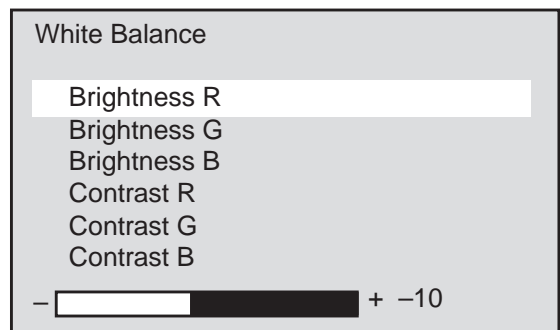 White Balance
Brightness R
Brightness G
Brightness B
Contrast R
Contrast G
Contrast B
– + –10